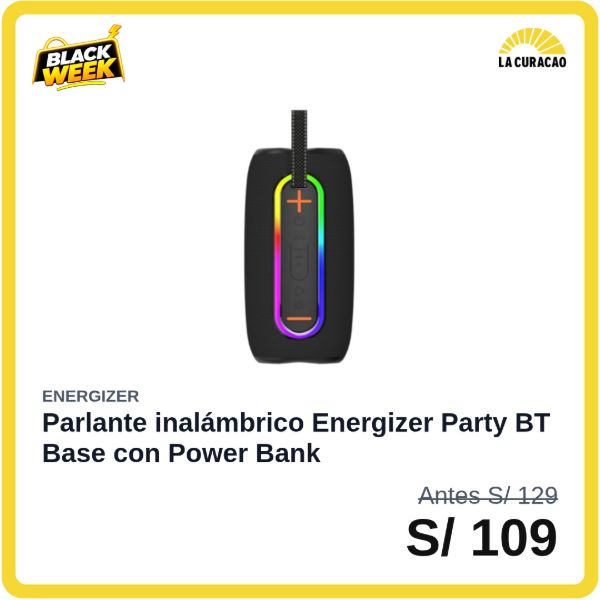 BLACK
WEEK
LA CURACAO
ENERGIZER
Parlante inalámbrico Energizer Party BT
Base con Power Bank
Antes S/ 129
S/ 109